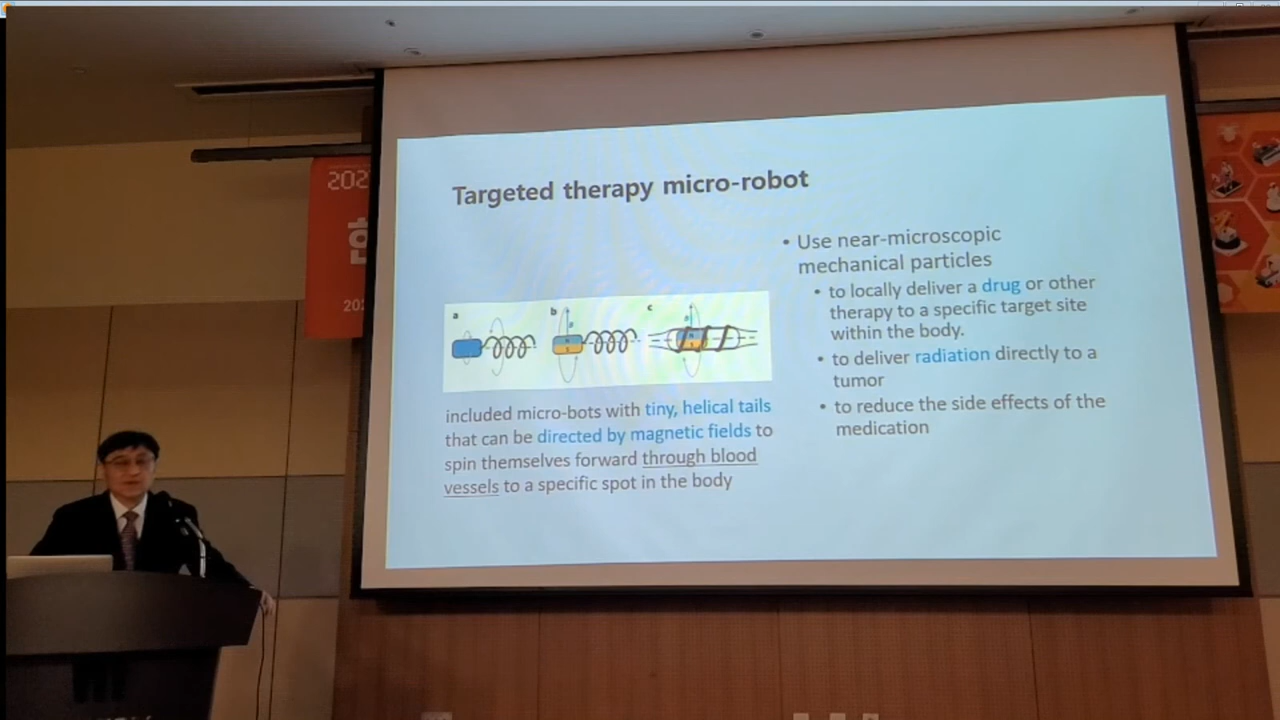 Targeted therapy micro-robot
a
b
c
included micro-bots with tiny, helical tails
that can be directed by magnetic fields to
spin themselves forward through blood
vessels to a specific spot in the body
• Use near-microscopic
mechanical particles
• to locally deliver a drug or other
therapy to a specific target site
within the body.
• to deliver radiation directly to a
tumor
• to reduce the side effects of the
medication
202